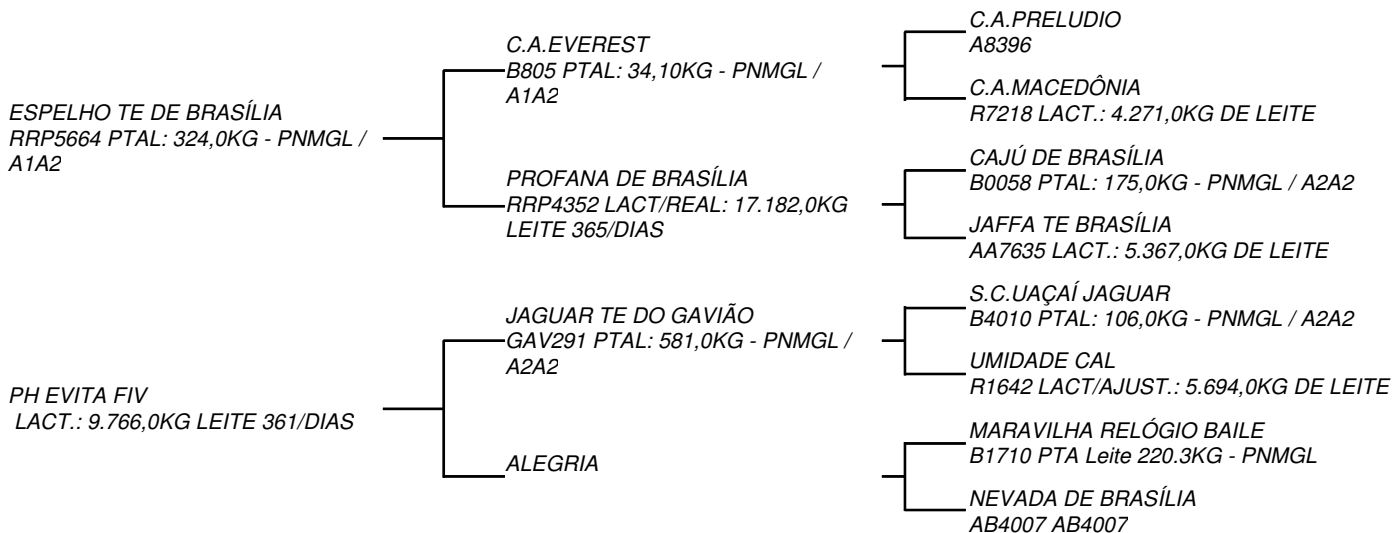 ESPELHO TE DE BRASÍLIA
RRP5664 PTAL: 324,0KG - PNMGL /
A1A2
PH EVITA FIV
LACT.: 9.766,0KG LEITE 361/DIAS
C.A.EVEREST
B805 PTAL: 34,10KG - PNMGL /
A1A2
PROFANA DE BRASÍLIA
RRP4352 LACT/REAL: 17.182,0KG
LEITE 365/DIAS
JAGUAR TE DO GAVIÃO
GAV291 PTAL: 581,0KG - PNMGL /
A2A2
ALEGRIA
C.A.PRELUDIO
A8396
C.A.MACEDÔNIA
R7218 LACT.: 4.271,0KG DE LEITE
CAJÚ DE BRASÍLIA
B0058 PTAL: 175,0KG - PNMGL / A2A2
JAFFA TE BRASÍLIA
AA7635 LACT.: 5.367,0KG DE LEITE
S.C.UAÇAÍ JAGUAR
B4010 PTAL: 106,0KG - PNMGL / A2A2
UMIDADE CAL
R1642 LACT/AJUST.: 5.694,0KG DE LEITE
MARAVILHA RELÓGIO BAILE
B1710 PTA Leite 220.3KG - PNMGL
NEVADA DE BRASÍLIA
AB4007 AB4007